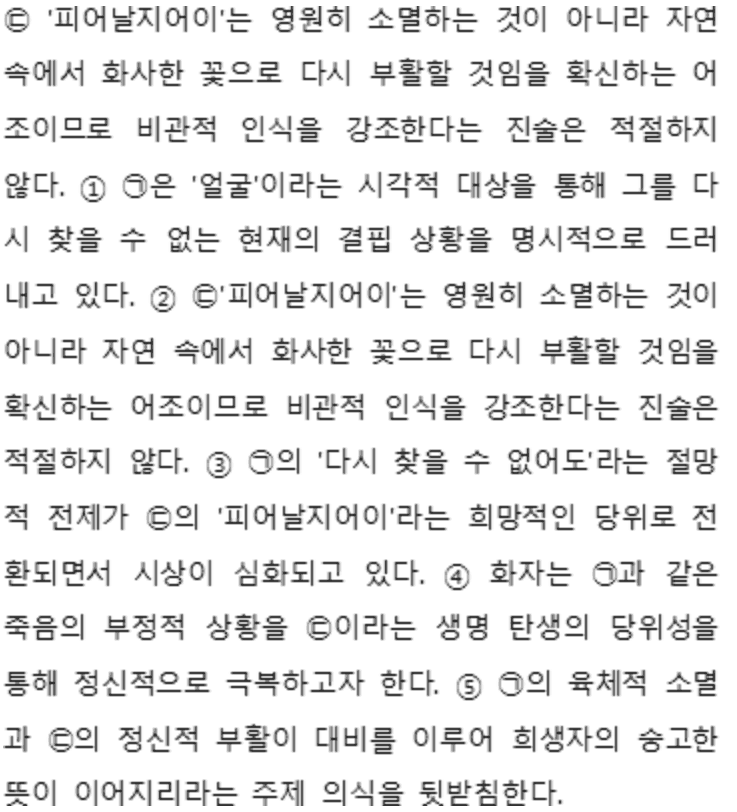 ㉢ '피어날지어이'는 영원히 소멸하는 것이 아니라 자연
속에서 화사한 꽃으로 다시 부활할 것임을 확신하는 어
조이므로 비관적 인식을 강조한다는 진술은 적절하지
않다. ① ㉠은 '얼굴'이라는 시각적 대상을 통해 그를 다
시 찾을 수 없는 현재의 결핍 상황을 명시적으로 드러
내고 있다. ② ㉢'피어날지어이'는 영원히 소멸하는 것이
아니라 자연 속에서 화사한 꽃으로 다시 부활할 것임을
확신하는 어조이므로 비관적 인식을 강조한다는 진술은
적절하지 않다. ③ ㉠의 '다시 찾을 수 없어도'라는 절망
적 전제가 ㉢의 '피어날지어이'라는 희망적인 당위로 전
환되면서 시상이 심화되고 있다. ④ 화자는 ㉠과 같은
죽음의 부정적 상황을 ㉢이라는 생명 탄생의 당위성을
통해 정신적으로 극복하고자 한다. ⑤ ㉠의 육체적 소멸
과 ㉢의 정신적 부활이 대비를 이루어 희생자의 숭고한
뜻이 이어지리라는 주제 의식을 뒷받침한다.